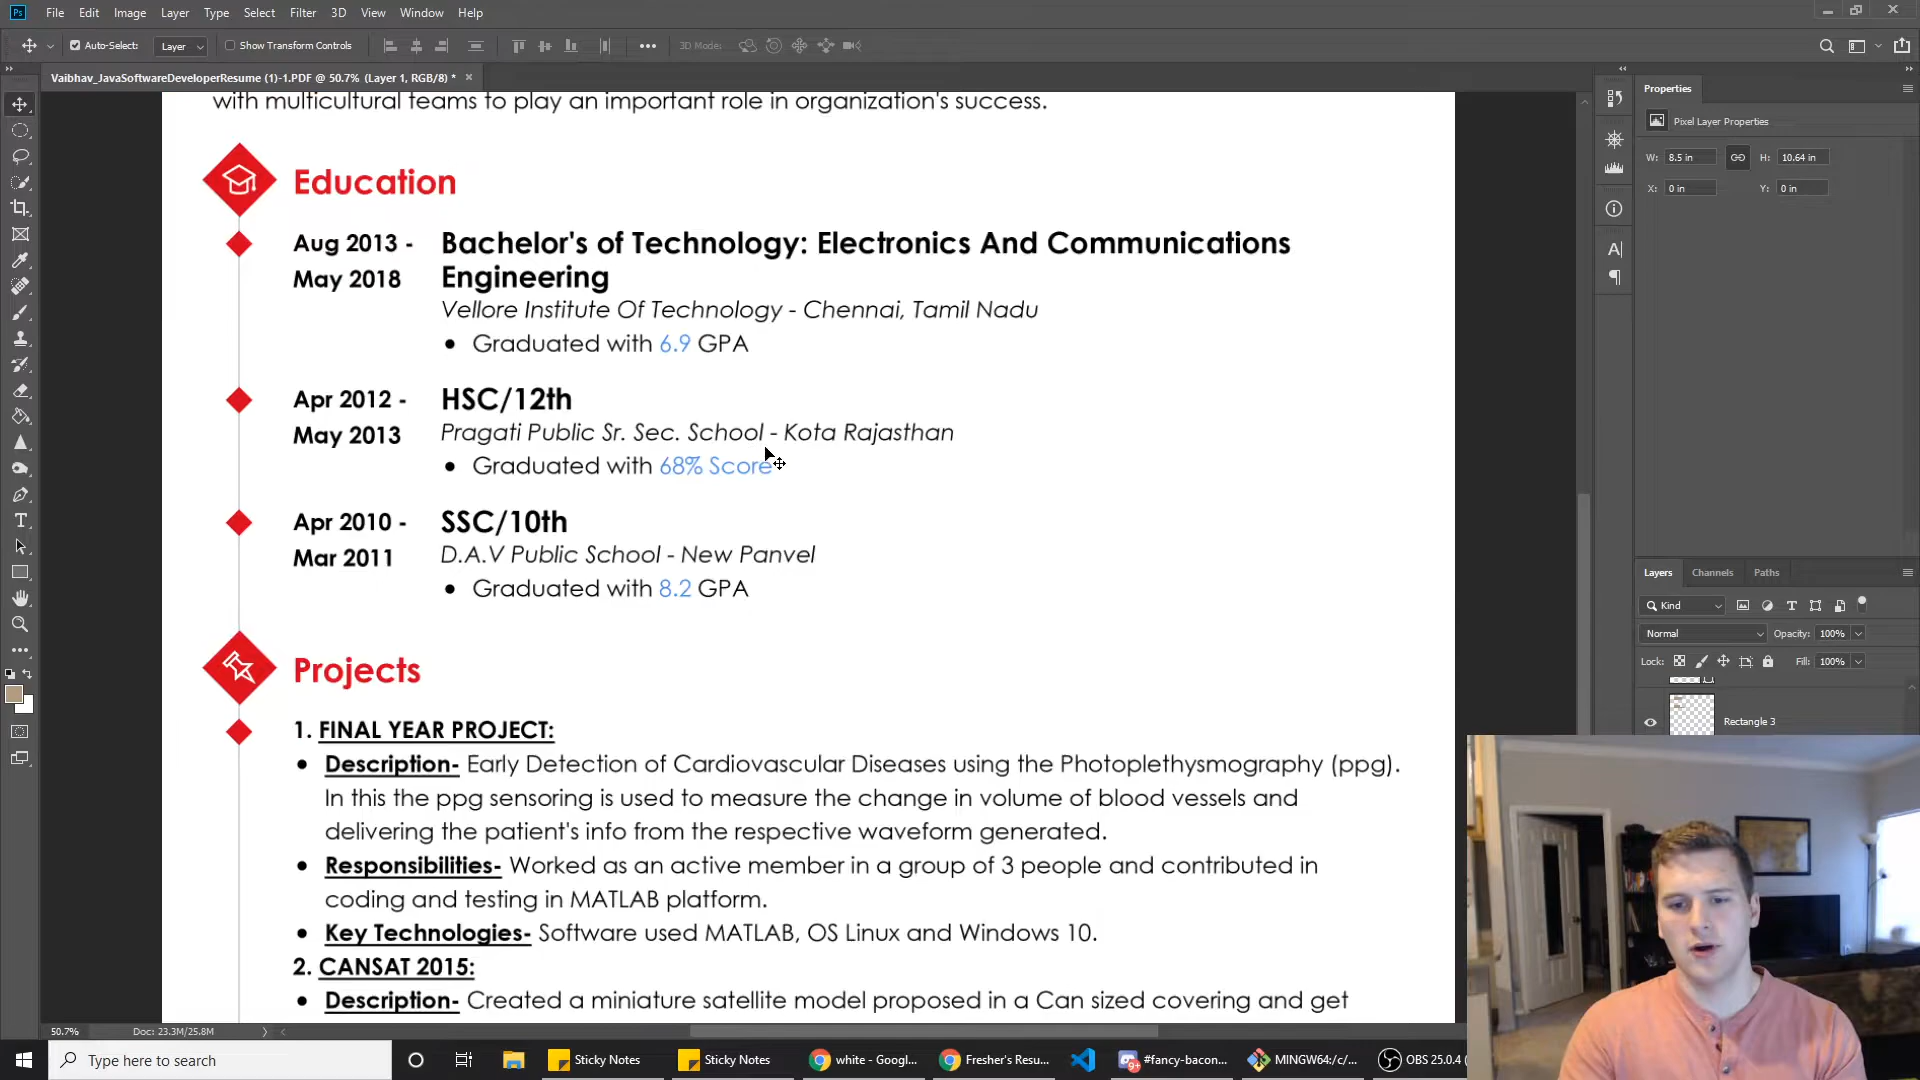 Ps File Edit Image Layer Type Select Filter 3D View Window Help
Auto-Select: Layer Show Transform Controls 3D Mode:
Vaibhav_JavaSoftwareDeveloperResume (1)-1.PDF @ 50.7% (Layer 1, RGB/8) *
with multicultural teams to play an important role in organization's success.
Education
Aug 2013 -
May 2018
Bachelor's of Technology: Electronics And Communications
Engineering
Vellore Institute Of Technology - Chennai, Tamil Nadu
• Graduated with 6.9 GPA
Apr 2012 -
May 2013
HSC/12th
Pragati Public Sr. Sec. School - Kota Rajasthan
• Graduated with 68% Score
Apr 2010 -
Mar 2011
SSC/10th
D.A.V Public School - New Panvel
• Graduated with 8.2 GPA
Projects
1. FINAL YEAR PROJECT:
• Description- Early Detection of Cardiovascular Diseases using the Photoplethysmography (ppg).
In this the ppg sensoring is used to measure the change in volume of blood vessels and
delivering the patient's info from the respective waveform generated.
• Responsibilities- Worked as an active member in a group of 3 people and contributed in
coding and testing in MATLAB platform.
• Key Technologies- Software used MATLAB, OS Linux and Windows 10.
2. CANSAT 2015:
• Description- Created a miniature satellite model proposed in a Can sized covering and get
Properties
Pixel Layer Properties
W: 8.5 in H: 10.64 in
X: 0 in Y: 0 in
Layers Channels Paths
Kind
Normal Opacity: 100%
Lock: Fill: 100%
Rectangle 3
50.7% Doc: 23.3M/25.8M
Type here to search
Sticky Notes
Sticky Notes
white - Googl...
Fresher's Resu...
#fancy-bacon...
MINGW64:/c/...
OBS 25.0.4 (